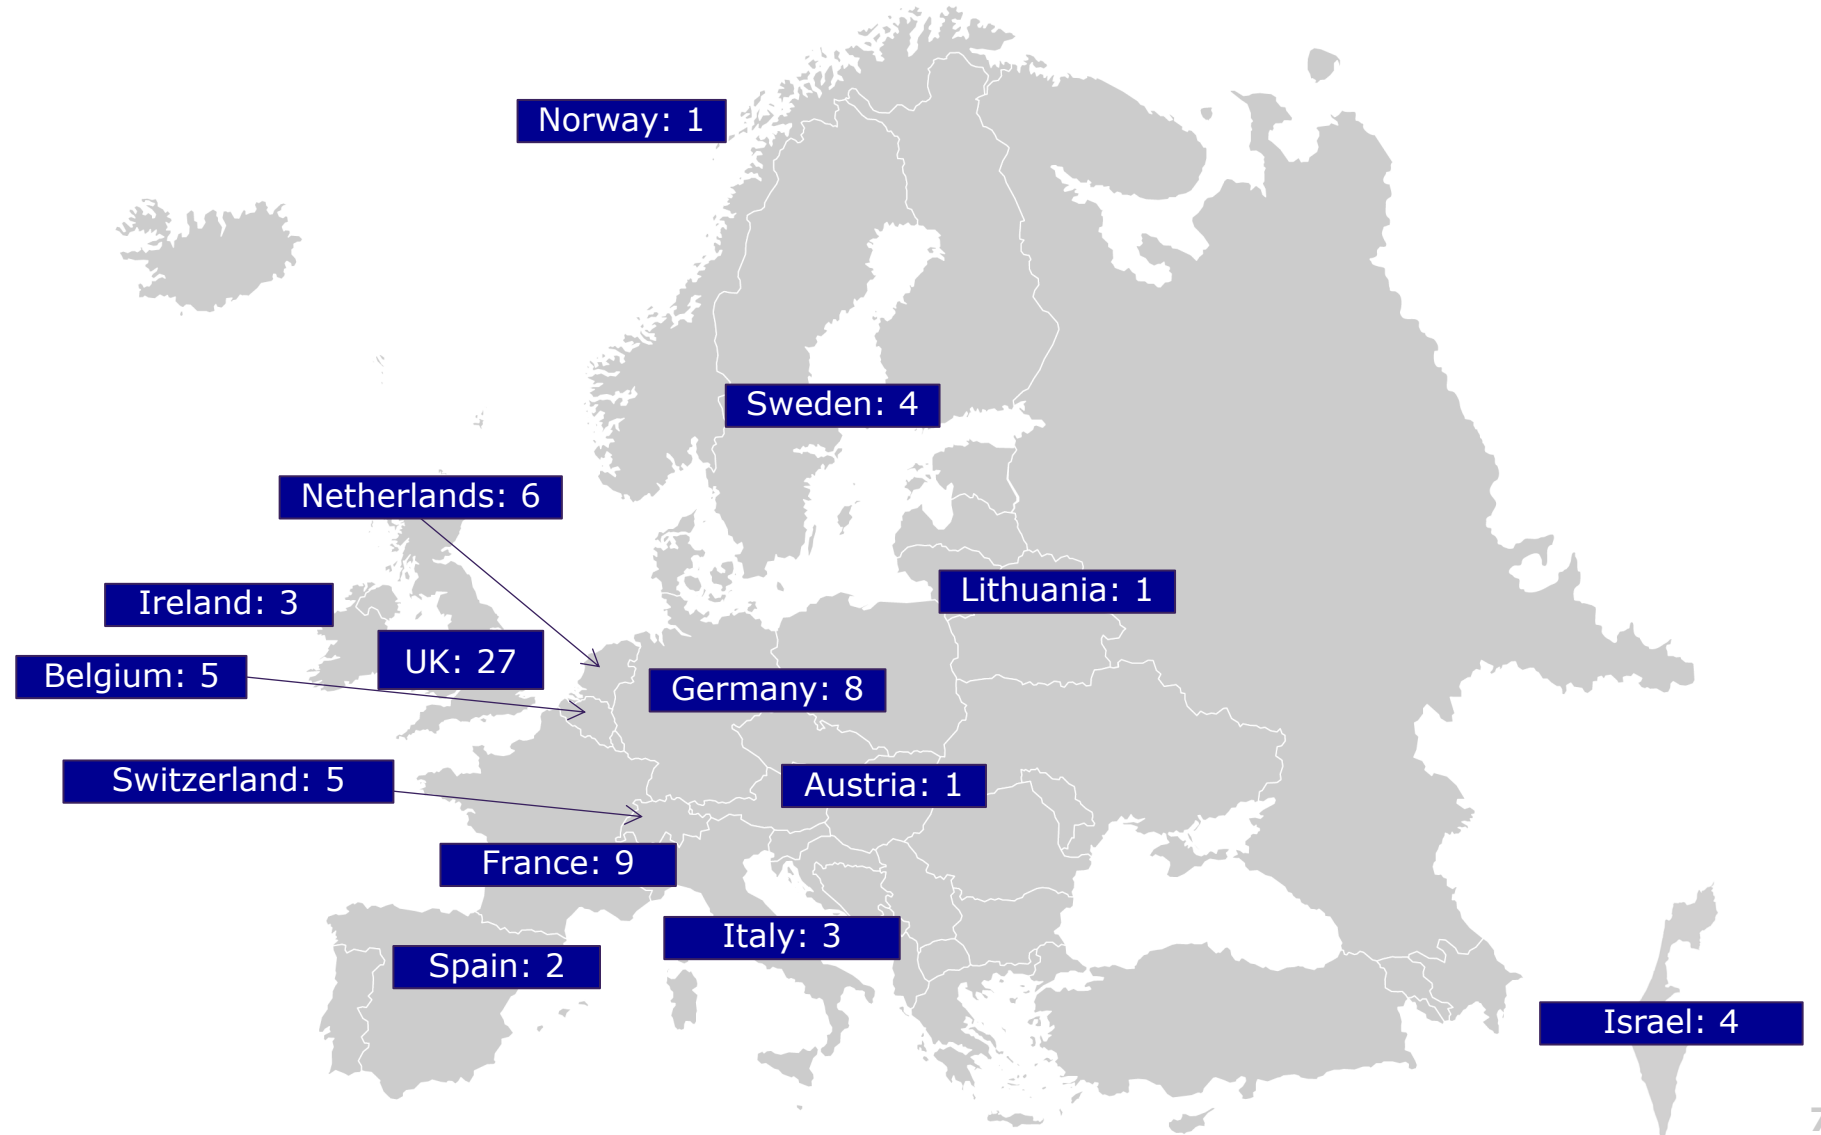 Norway: 1
Sweden: 4
Netherlands: 6
Lithuania: 1
Ireland: 3
UK: 27
Belgium: 5
Germany: 8
Switzerland: 5
Austria: 1
France: 9
Italy: 3
Spain: 2
Israel: 4
7